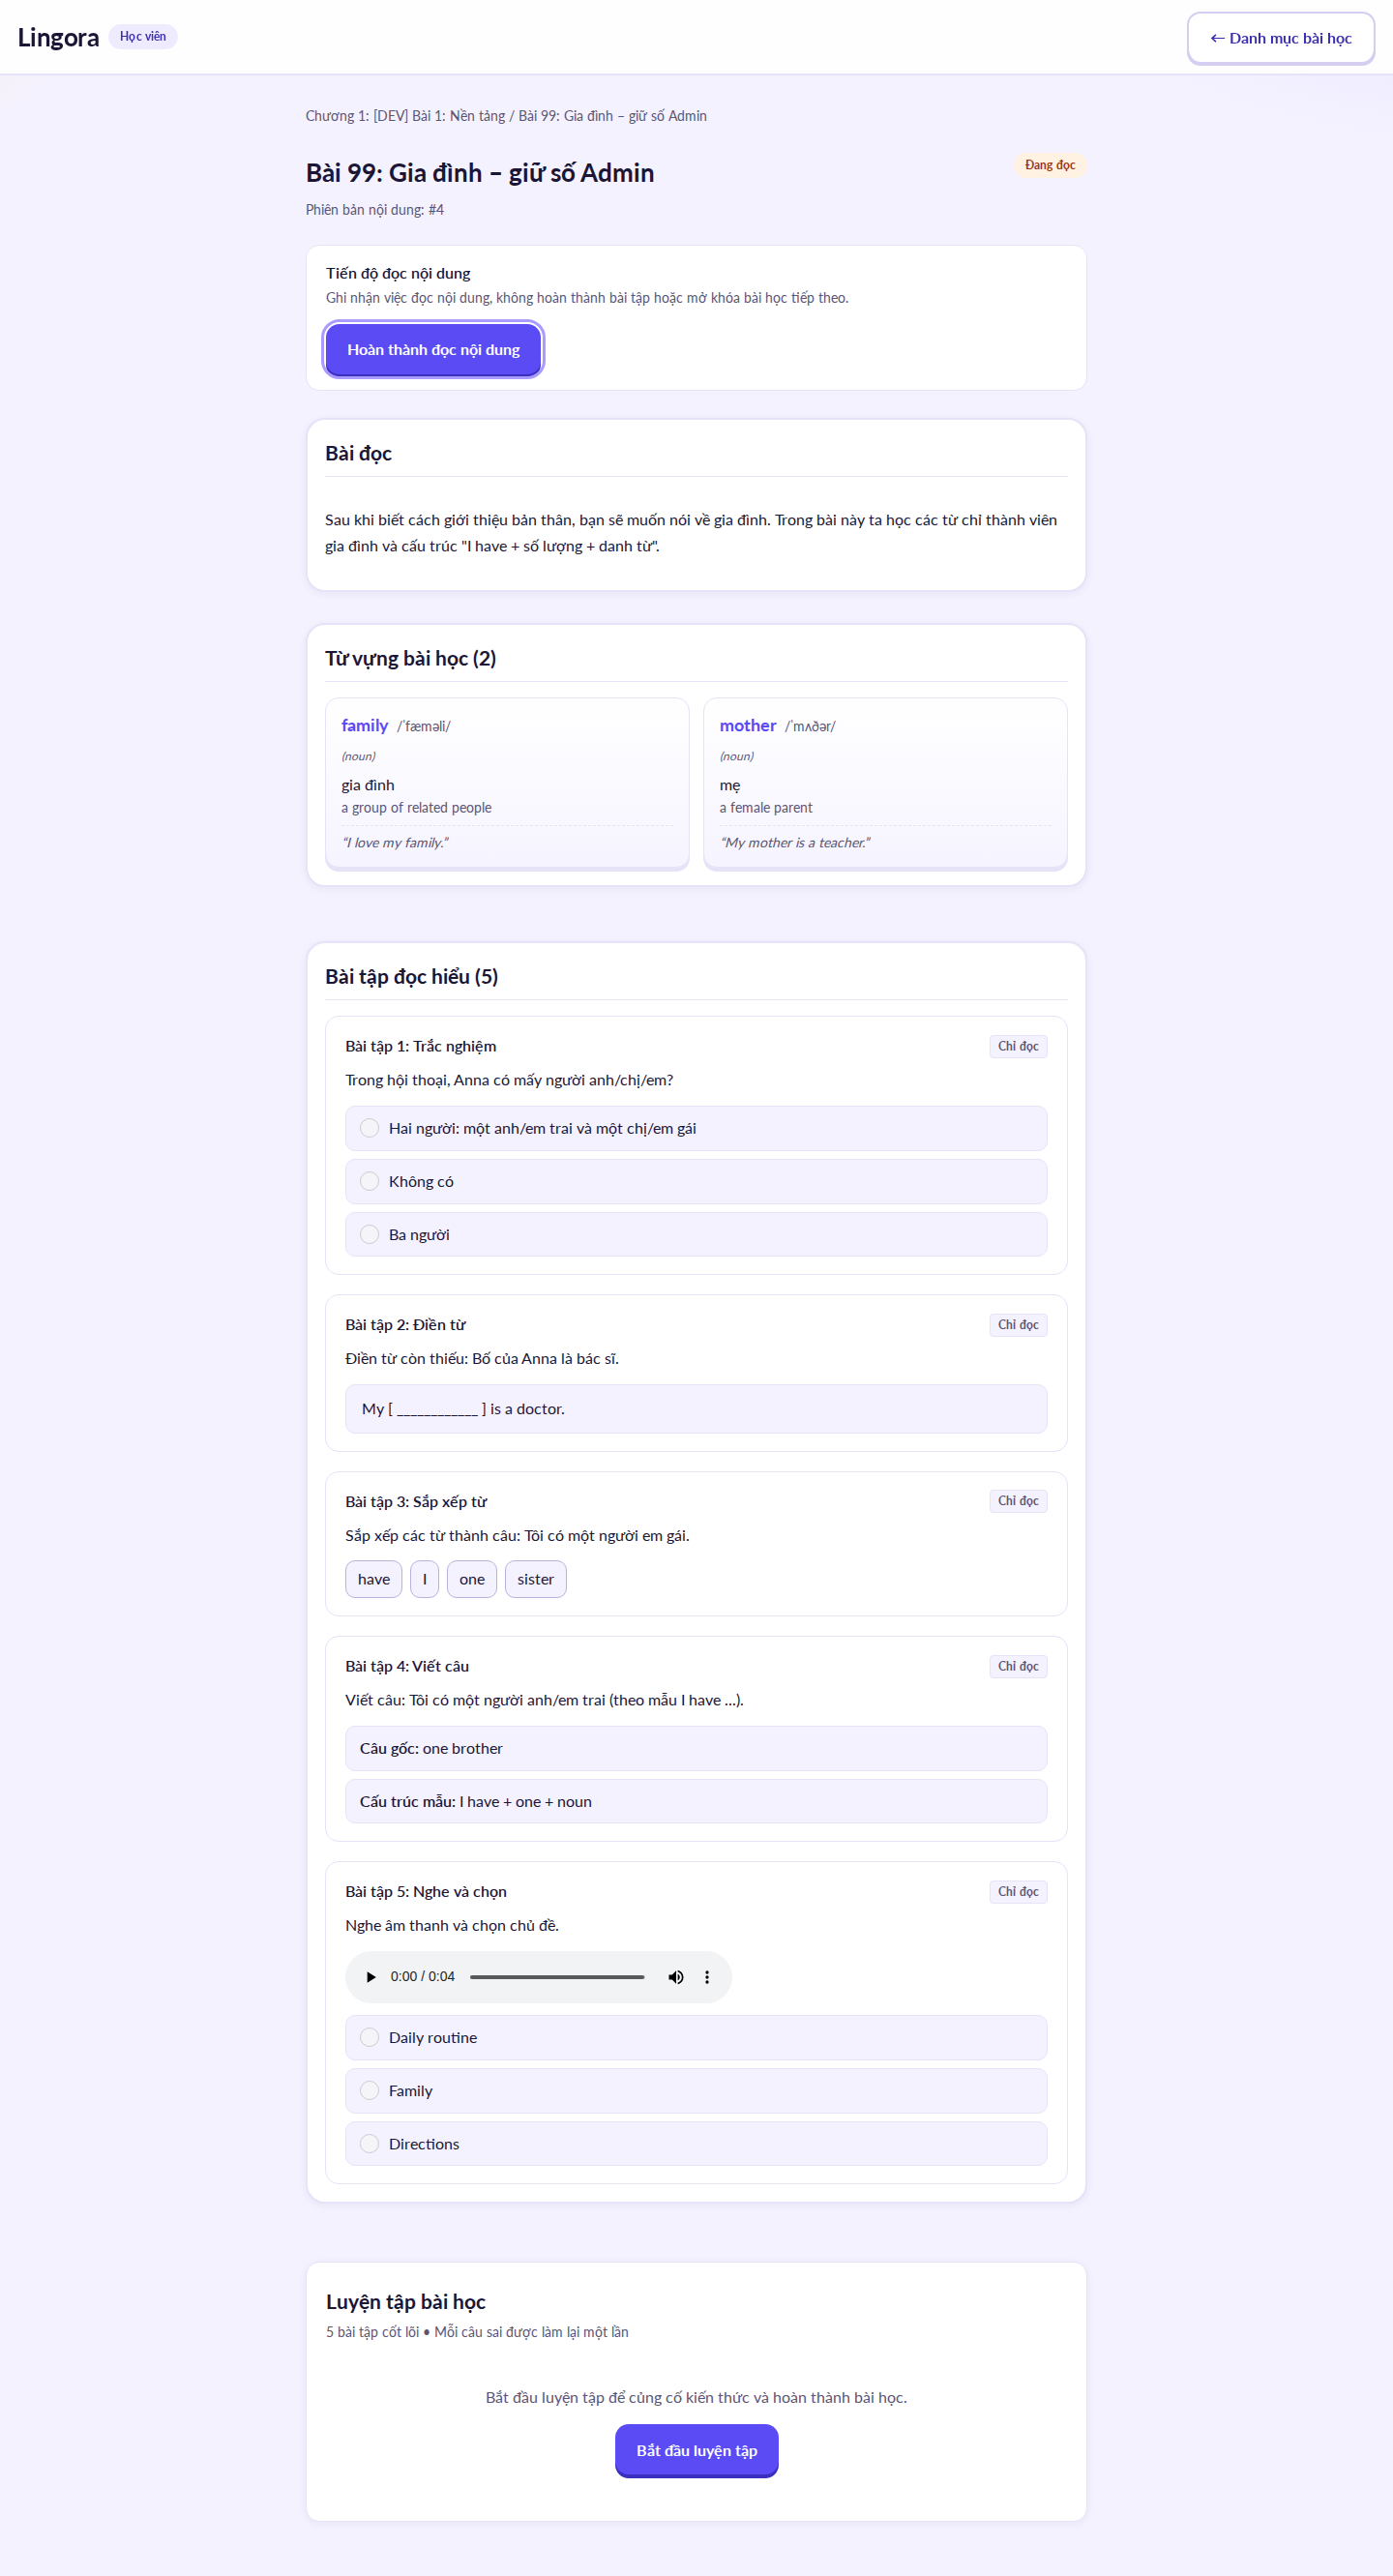 Lingora
Học viên
← Danh mục bài học
Chương 1: [DEV] Bài 1: Nền tảng / Bài 99: Gia đình – giữ số Admin
Bài 99: Gia đình – giữ số Admin
Đang đọc
Phiên bản nội dung: #4
Tiến độ đọc nội dung
Ghi nhận việc đọc nội dung, không hoàn thành bài tập hoặc mở khóa bài học tiếp theo.
Hoàn thành đọc nội dung
Bài đọc
Sau khi biết cách giới thiệu bản thân, bạn sẽ muốn nói về gia đình. Trong bài này ta học các từ chỉ thành viên
gia đình và cấu trúc "I have + số lượng + danh từ".
Từ vựng bài học (2)
family /ˈfæməli/
(noun)
gia đình
a group of related people
“I love my family.”
mother /ˈmʌðər/
(noun)
mẹ
a female parent
“My mother is a teacher.”
Bài tập đọc hiểu (5)
Bài tập 1: Trắc nghiệm
Chỉ đọc
Trong hội thoại, Anna có mấy người anh/chị/em?
Hai người: một anh/em trai và một chị/em gái
Không có
Ba người
Bài tập 2: Điền từ
Chỉ đọc
Điền từ còn thiếu: Bố của Anna là bác sĩ.
My [ ____________ ] is a doctor.
Bài tập 3: Sắp xếp từ
Chỉ đọc
Sắp xếp các từ thành câu: Tôi có một người em gái.
have I one sister
Bài tập 4: Viết câu
Chỉ đọc
Viết câu: Tôi có một người anh/em trai (theo mẫu I have ...).
Câu gốc: one brother
Cấu trúc mẫu: I have + one + noun
Bài tập 5: Nghe và chọn
Chỉ đọc
Nghe âm thanh và chọn chủ đề.
0:00 / 0:04
Daily routine
Family
Directions
Luyện tập bài học
5 bài tập cốt lõi • Mỗi câu sai được làm lại một lần
Bắt đầu luyện tập để củng cố kiến thức và hoàn thành bài học.
Bắt đầu luyện tập